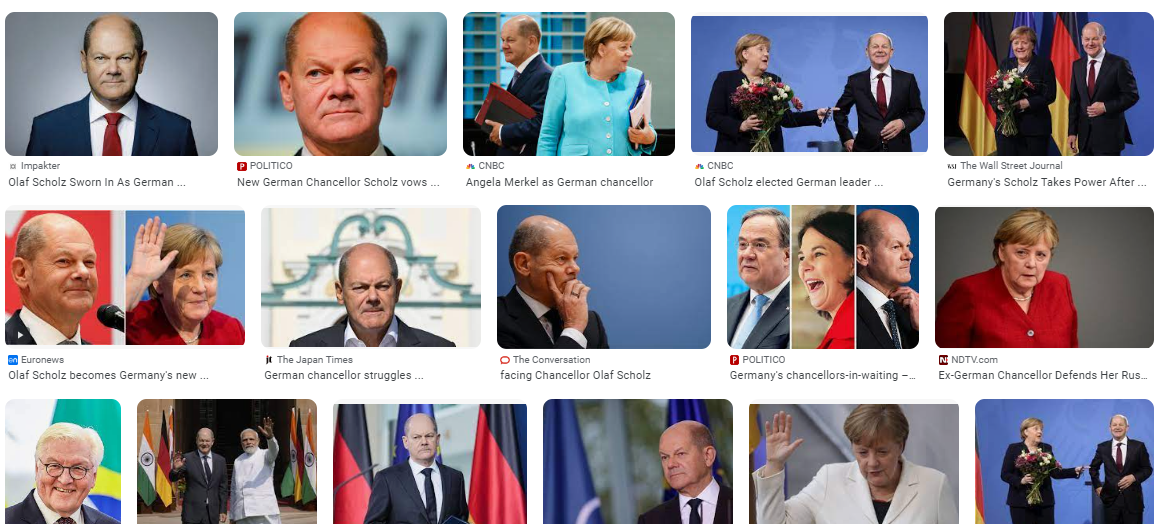 Impakter
Olaf Scholz Sworn In As German ...
POLITICO
New German Chancellor Scholz vows ...
CNBC
Angela Merkel as German chancellor
CNBC
Olaf Scholz elected German leader ...
WSJ The Wall Street Journal
Germany's Scholz Takes Power After ...
en Euronews
Olaf Scholz becomes Germany's new ...
jt The Japan Times
German chancellor struggles ...
The Conversation
facing Chancellor Olaf Scholz
POLITICO
Germany's chancellors-in-waiting –...
NDTV.com
Ex-German Chancellor Defends Her Rus...